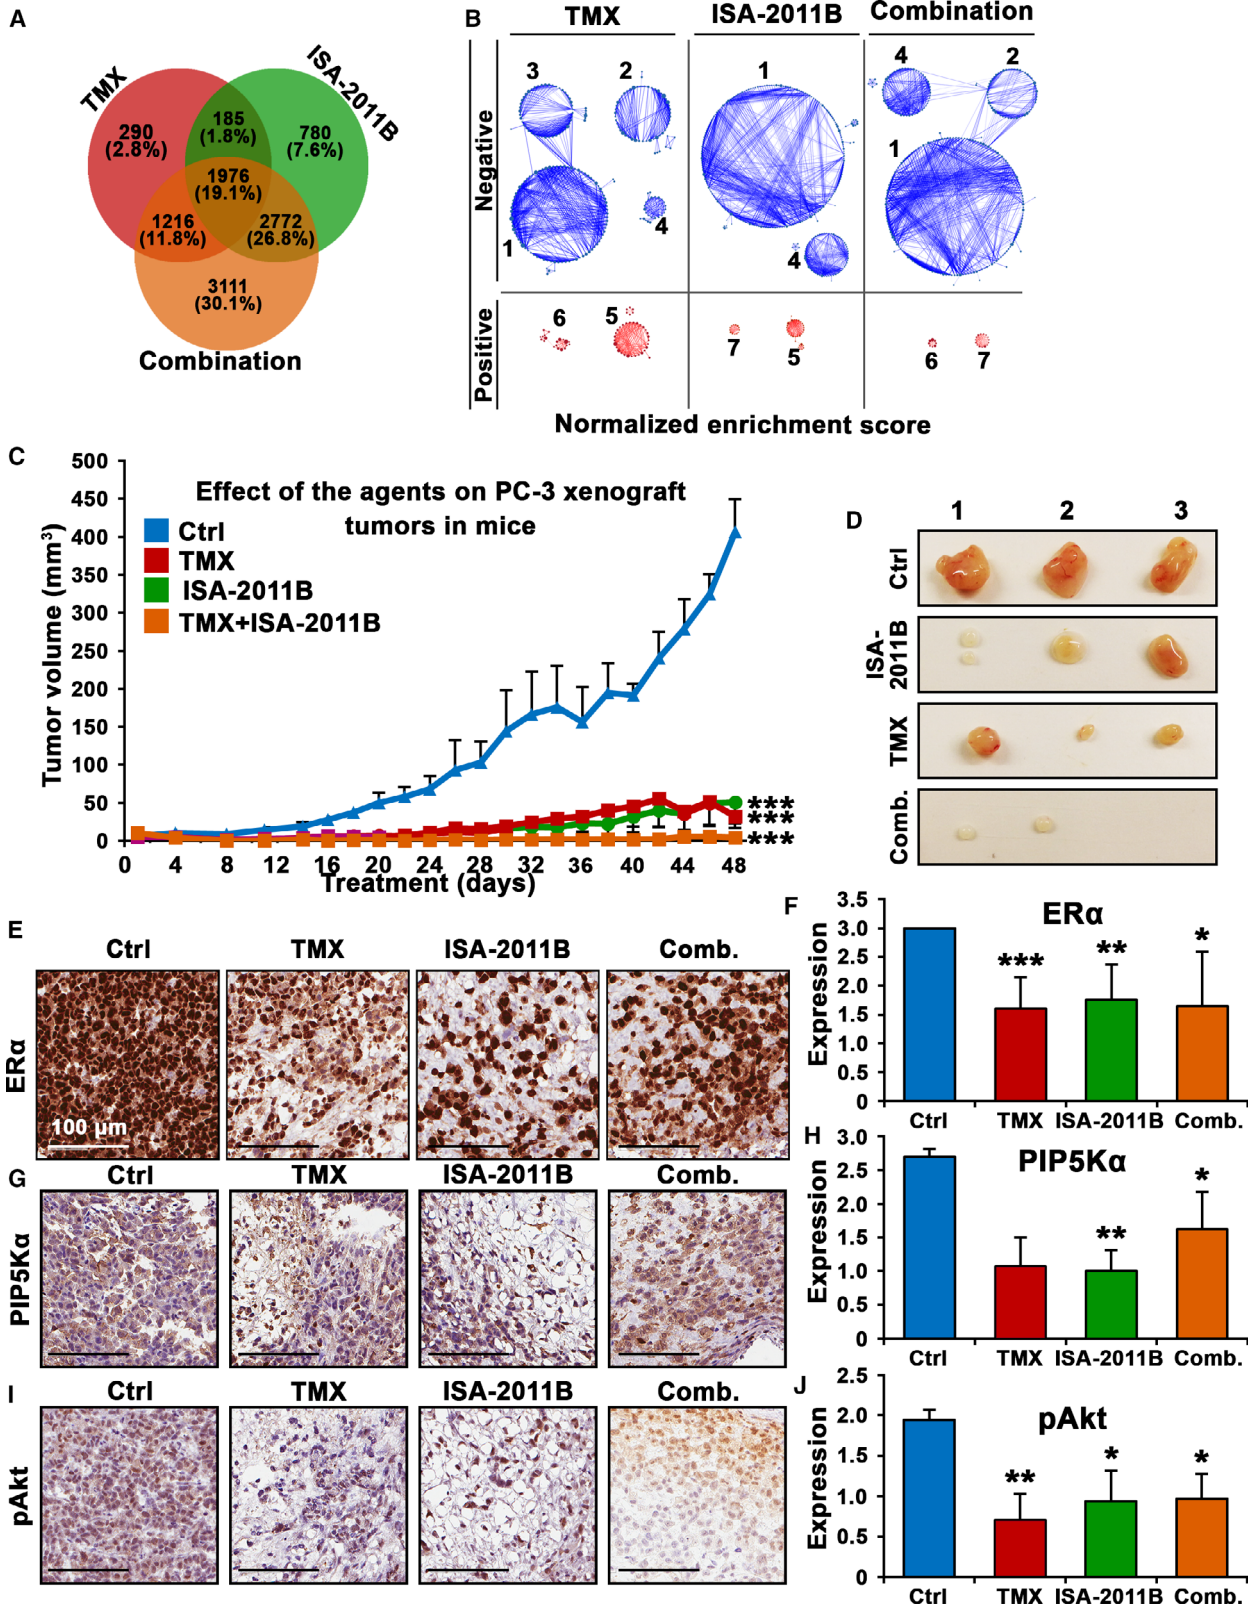 A
TMX
ISA-2011B
290
(2.8%)
185
(1.8%)
780
(7.6%)
1976
(19.1%)
1216
(11.8%)
2772
(26.8%)
3111
(30.1%)
Combination
B
TMX
ISA-2011B
Combination
Negative
3
2
1
4
1
4
4
2
1
Positive
6
5
7
5
6
7
Normalized enrichment score
C
Effect of the agents on PC-3 xenograft
tumors in mice
Tumor volume (mm³)
500
450
400
350
300
250
200
150
100
50
0
Ctrl
TMX
ISA-2011B
TMX+ISA-2011B
***
***
***
0
4
8
12
16
20
24
28
32
36
40
44
48
Treatment (days)
D
1
2
3
Ctrl
ISA-
2011B
TMX
Comb.
E
Ctrl
TMX
ISA-2011B
Comb.
ERα
100 µm
F
ERα
Expression
3.5
3.0
2.5
2.0
1.5
1.0
0.5
0
***
**
*
Ctrl
TMX
ISA-2011B
Comb.
G
Ctrl
TMX
ISA-2011B
Comb.
PIP5Kα
H
PIP5Kα
Expression
3.0
2.5
2.0
1.5
1.0
0.5
0
**
*
Ctrl
TMX
ISA-2011B
Comb.
I
Ctrl
TMX
ISA-2011B
Comb.
pAkt
J
pAkt
Expression
2.5
2.0
1.5
1.0
0.5
0
**
*
*
Ctrl
TMX
ISA-2011B
Comb.